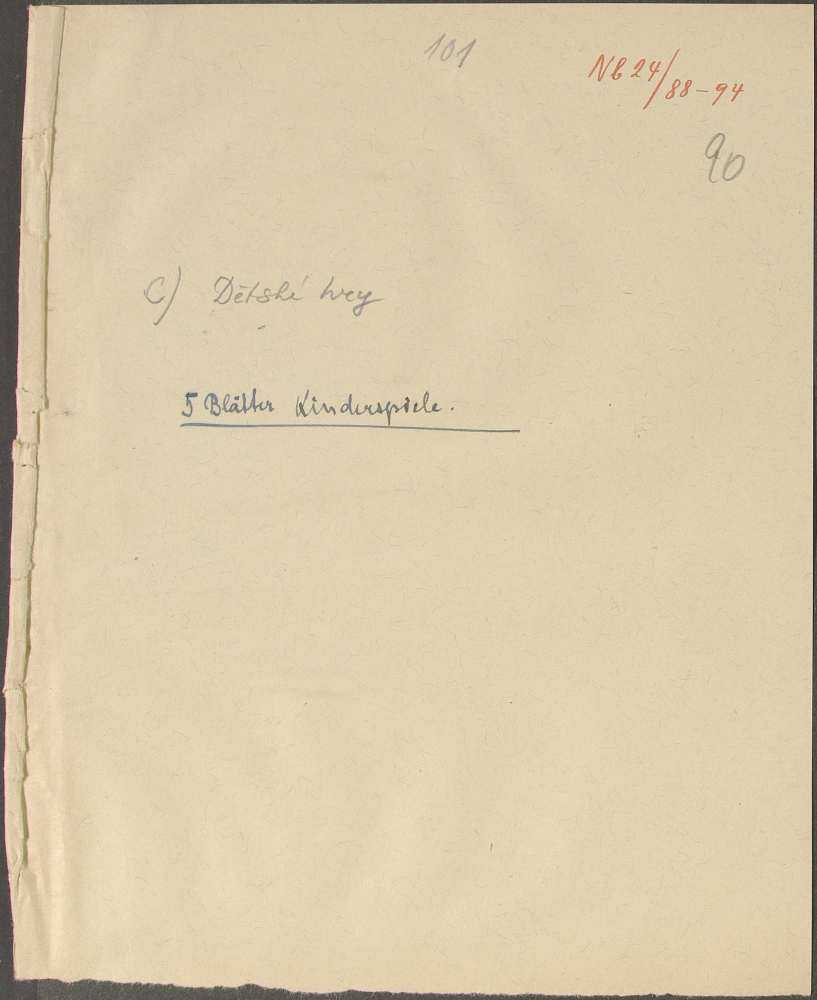 101
Nb 24/88-94
90
C) Dětské hry
5 Blätter Kinderspiele.